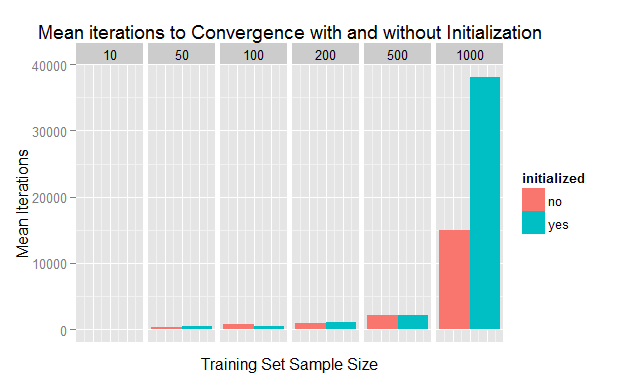 Mean iterations to Convergence with and without Initialization
10 50 100 200 500 1000
40000
30000
20000
10000
0
Mean Iterations
Training Set Sample Size
initialized
no
yes